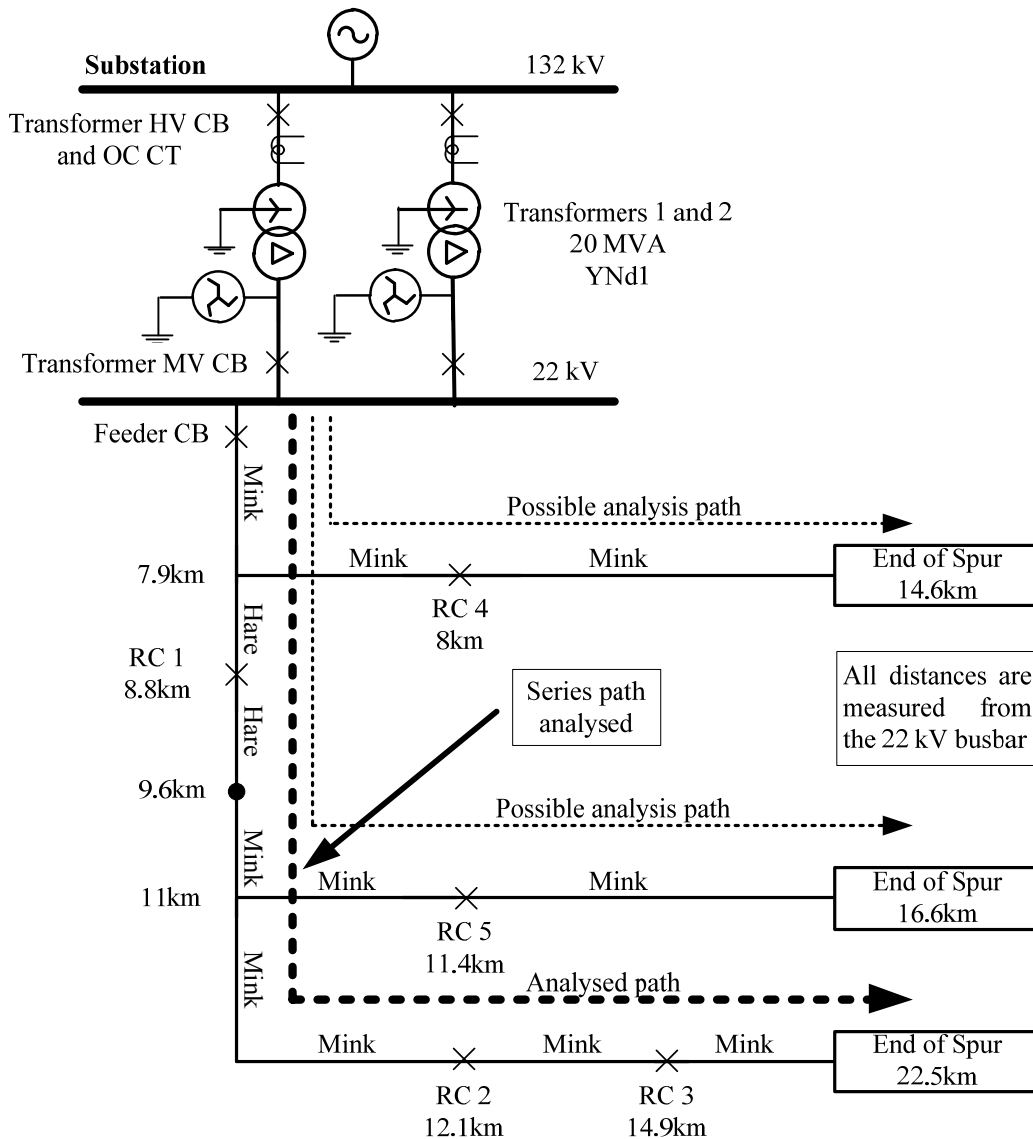 Substation
132 kV
Transformer HV CB
and OC CT
Transformers 1 and 2
20 MVA
YNd1
Transformer MV CB
22 kV
Feeder CB
Mink
Possible analysis path
7.9km
Mink
Mink
End of Spur
14.6km
RC 4
8km
Hare
RC 1
8.8km
Hare
Series path
analysed
All distances are
measured from
the 22 kV busbar
9.6km
Possible analysis path
Mink
11km
Mink
Mink
End of Spur
16.6km
RC 5
11.4km
Mink
Analysed path
Mink
Mink
Mink
End of Spur
22.5km
RC 2
12.1km
RC 3
14.9km